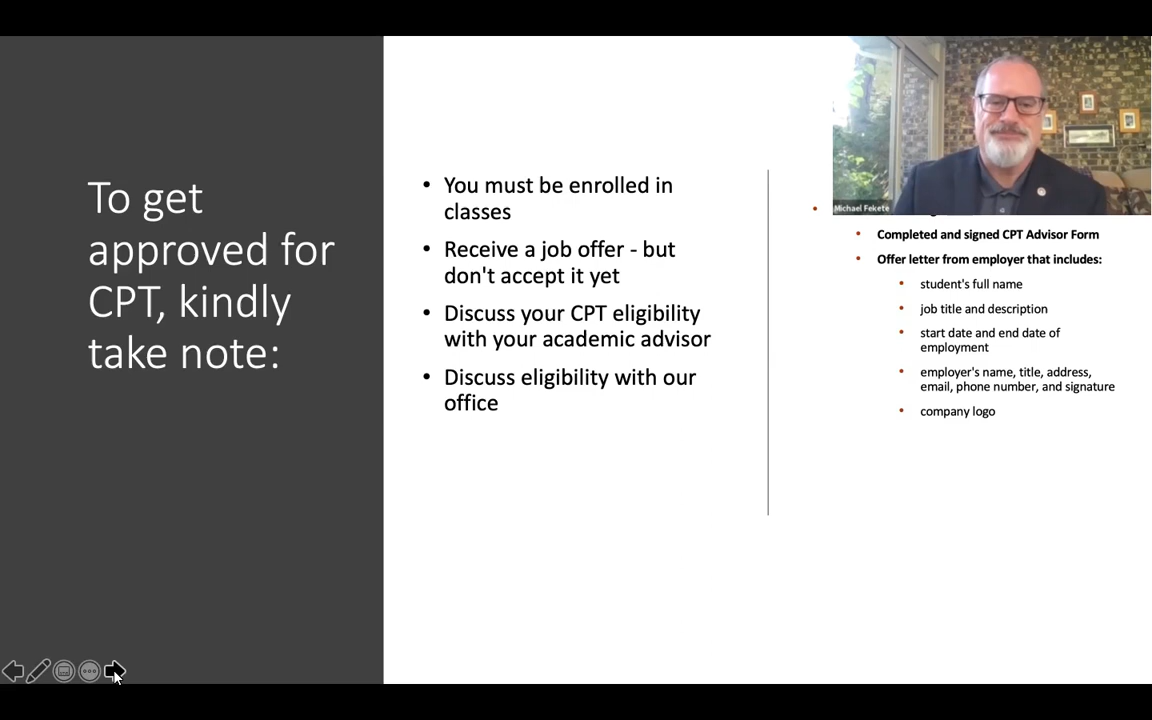 To get
approved for
CPT, kindly
take note:
• You must be enrolled in
classes
• Receive a job offer - but
don't accept it yet
• Discuss your CPT eligibility
with your academic advisor
• Discuss eligibility with our
office
Michael Fekete
• Completed and signed CPT Advisor Form
• Offer letter from employer that includes:
• student's full name
• job title and description
• start date and end date of
employment
• employer's name, title, address,
email, phone number, and signature
• company logo